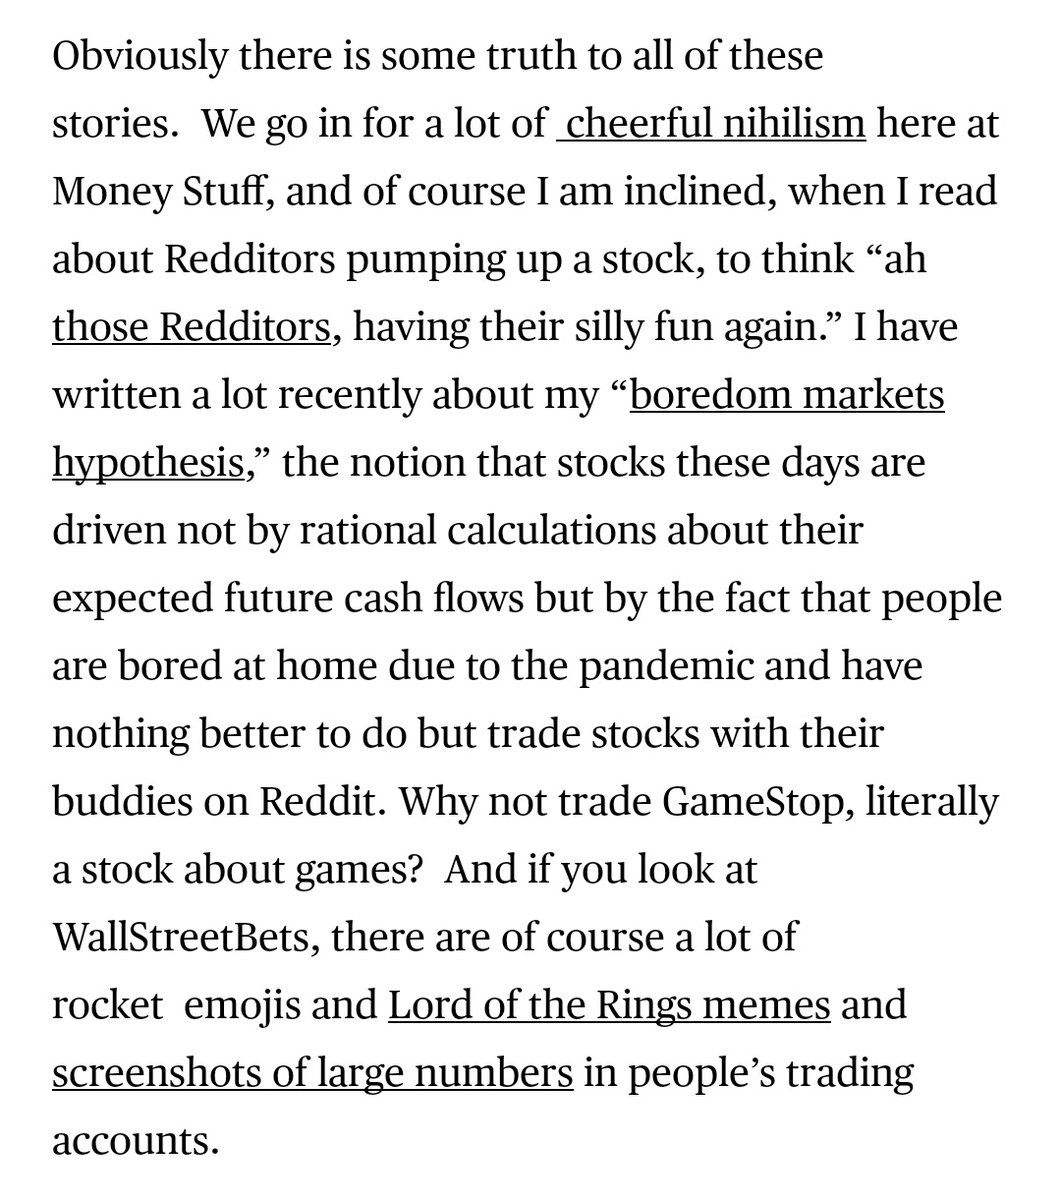 Obviously there is some truth to all of these
stories.  We go in for a lot of  cheerful nihilism here at
Money Stuff, and of course I am inclined, when I read
about Redditors pumping up a stock, to think “ah
those Redditors, having their silly fun again.” I have
written a lot recently about my “boredom markets
hypothesis,” the notion that stocks these days are
driven not by rational calculations about their
expected future cash flows but by the fact that people
are bored at home due to the pandemic and have
nothing better to do but trade stocks with their
buddies on Reddit. Why not trade GameStop, literally
a stock about games?  And if you look at
WallStreetBets, there are of course a lot of
rocket  emojis and Lord of the Rings memes and
screenshots of large numbers in people’s trading
accounts.